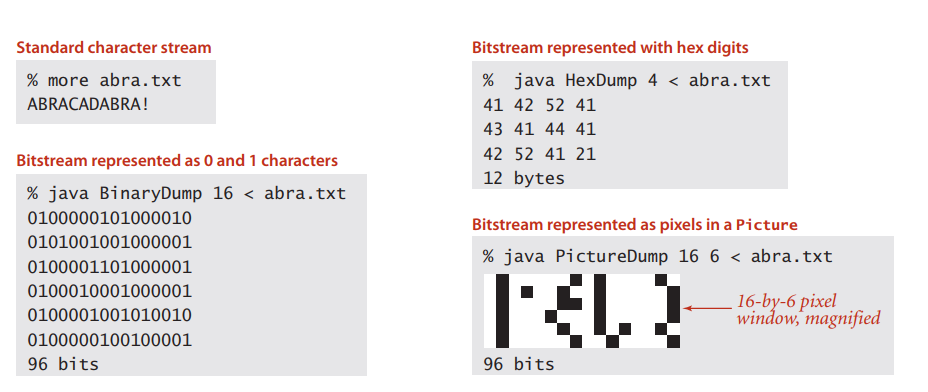 Standard character stream
% more abra.txt
ABRACADABRA!
Bitstream represented as 0 and 1 characters
% java BinaryDump 16 < abra.txt
0100000101000010
0101001001000001
0100001101000001
0100010001000001
0100001001010010
0100000100100001
96 bits
Bitstream represented with hex digits
%  java HexDump 4 < abra.txt
41 42 52 41
43 41 44 41
42 52 41 21
12 bytes
Bitstream represented as pixels in a Picture
% java PictureDump 16 6 < abra.txt
16-by-6 pixel
window, magnified
96 bits